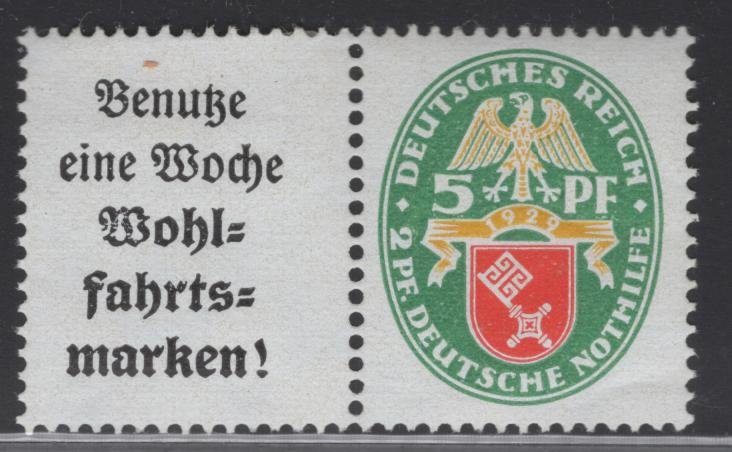 Benutze
eine Woche
Wohl=
fahrts=
marken!
DEUTSCHES REICH
5 PF
1929
2 PF. DEUTSCHE NOTHILFE